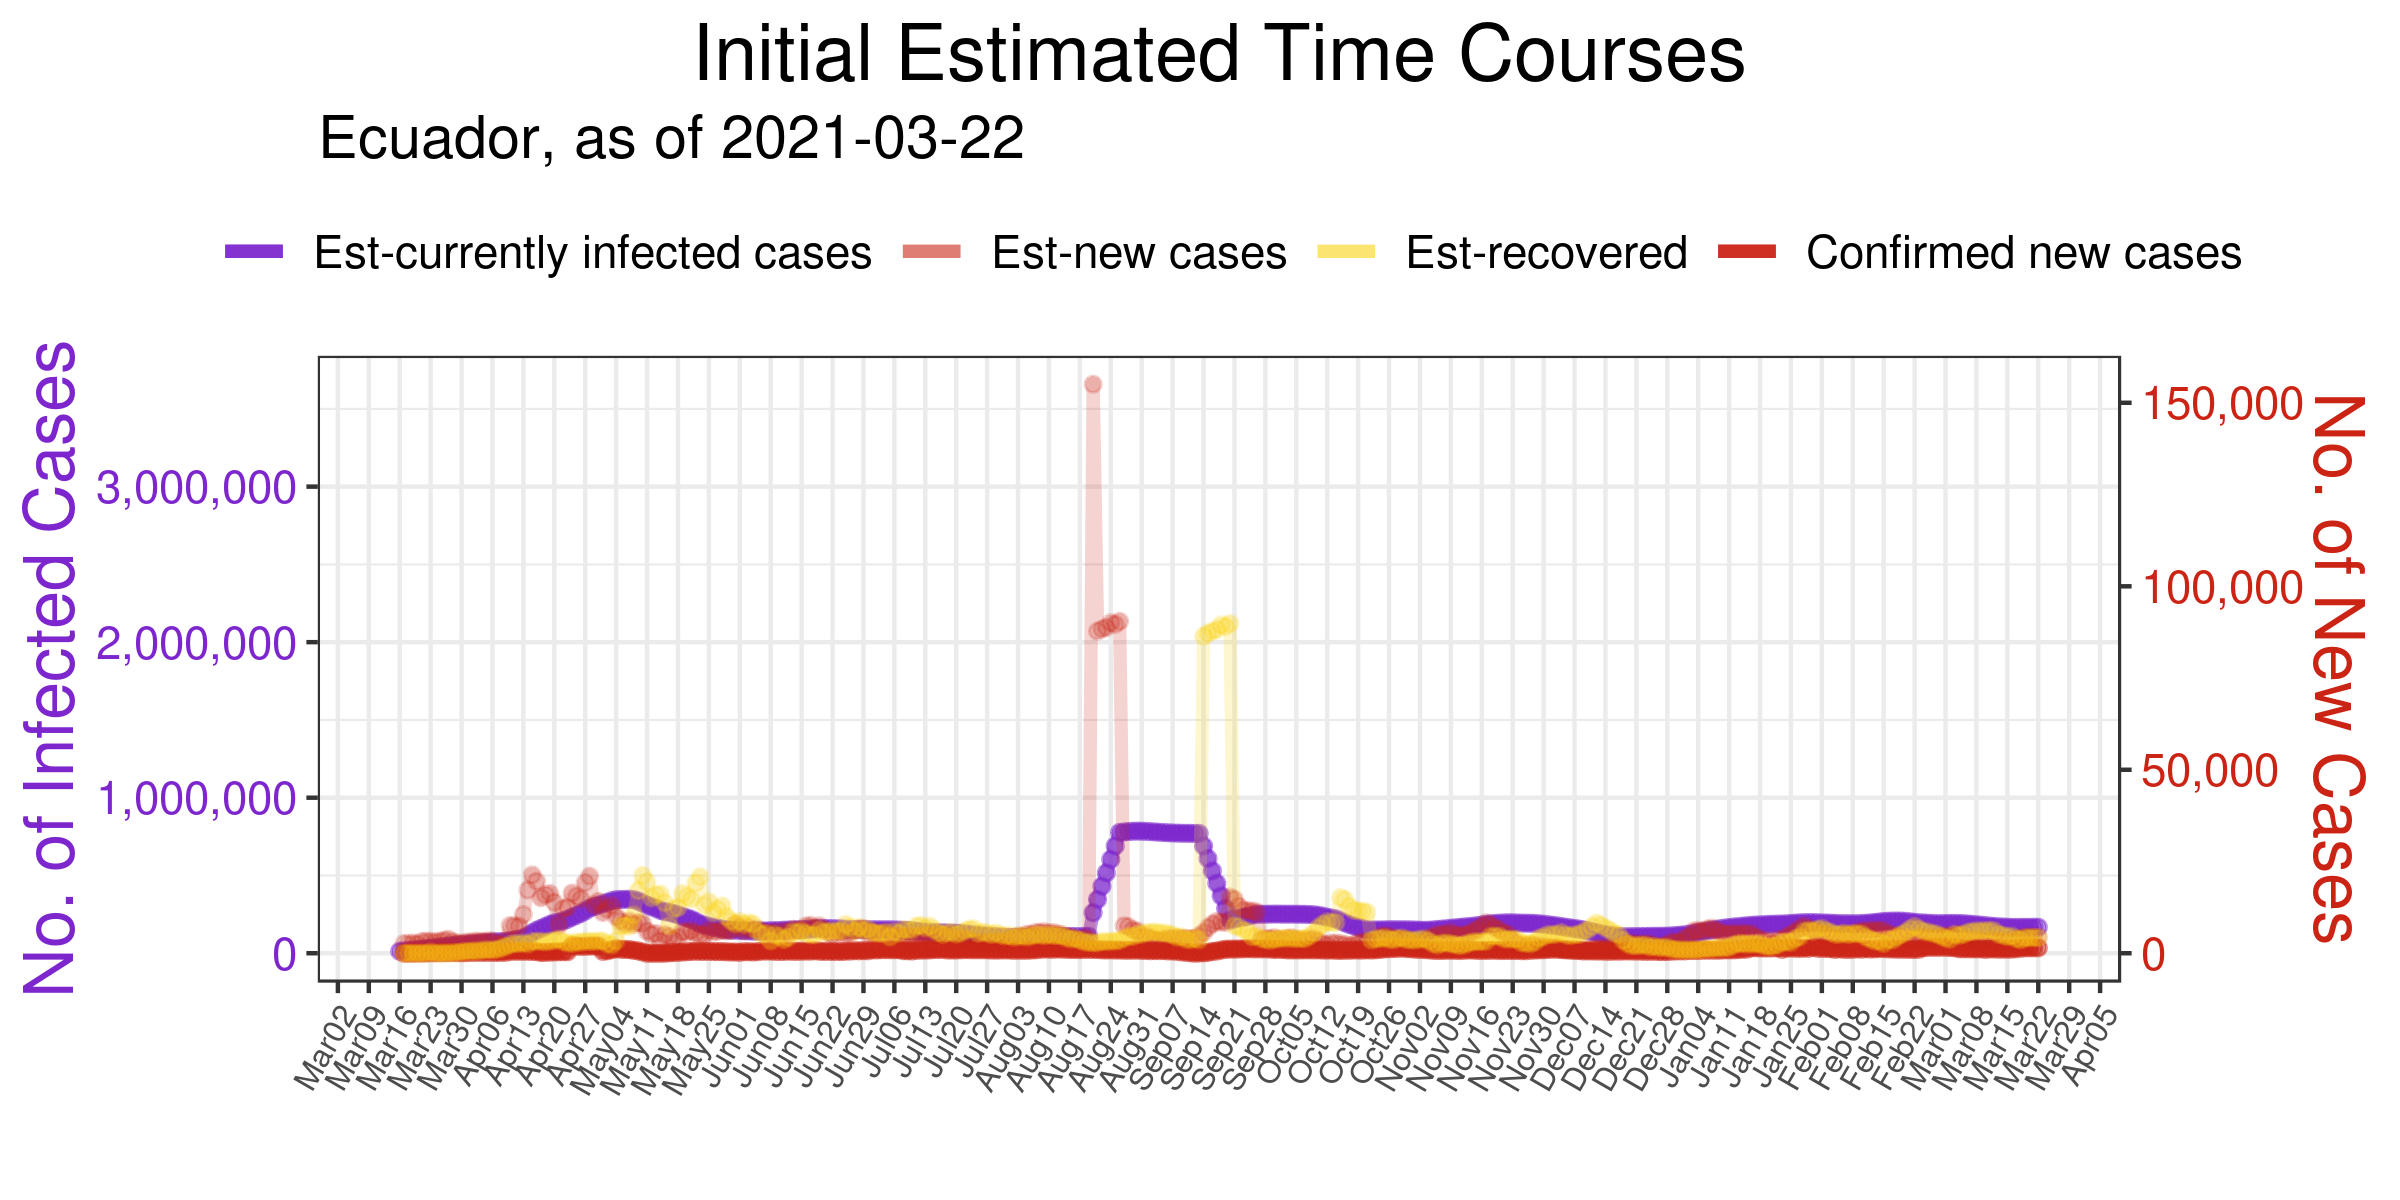 Initial Estimated Time Courses
Ecuador, as of 2021-03-22
Est-currently infected cases Est-new cases Est-recovered Confirmed new cases
No. of Infected Cases
3,000,000
2,000,000
1,000,000
0
150,000
100,000
50,000
0
No. of New Cases
Mar02 Mar09 Mar16 Mar23 Mar30 Apr06 Apr13 Apr20 Apr27 May04 May11 May18 May25 Jun01 Jun08 Jun15 Jun22 Jun29 Jul06 Jul13 Jul20 Jul27 Aug03 Aug10 Aug17 Aug24 Aug31 Sep07 Sep14 Sep21 Sep28 Oct05 Oct12 Oct19 Oct26 Nov02 Nov09 Nov16 Nov23 Nov30 Dec07 Dec14 Dec21 Dec28 Jan04 Jan11 Jan18 Jan25 Feb01 Feb08 Feb15 Feb22 Mar01 Mar08 Mar15 Mar22 Mar29 Apr05